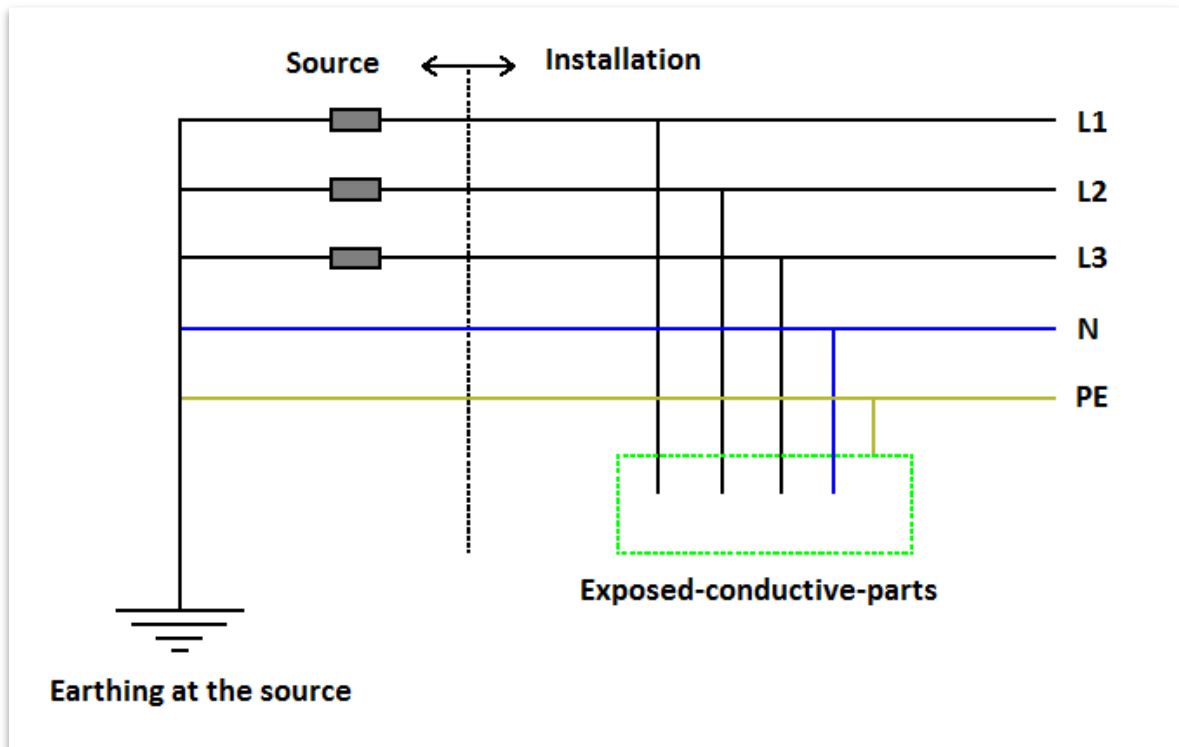 Source
Installation
L1
L2
L3
N
PE
Exposed-conductive-parts
Earthing at the source